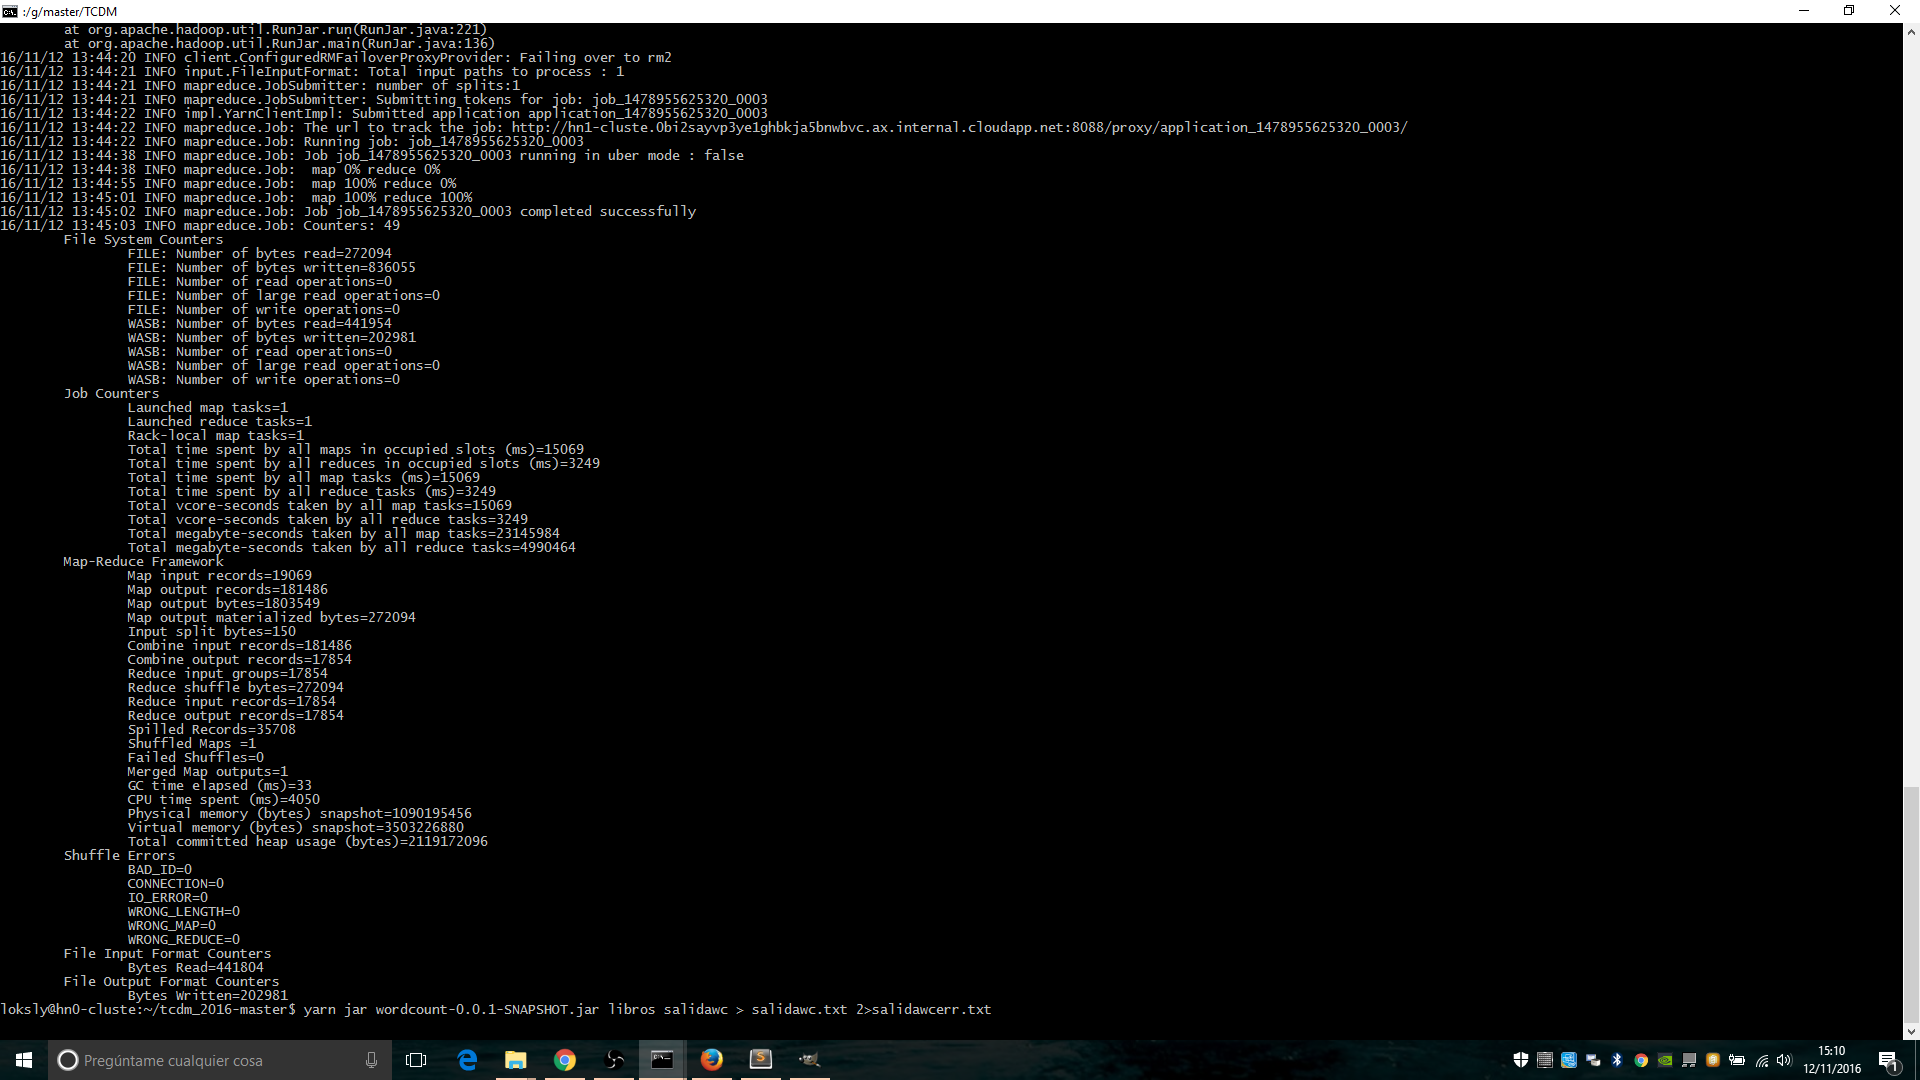 :/g/master/TCDM
at org.apache.hadoop.util.RunJar.run(RunJar.java:221)
at org.apache.hadoop.util.RunJar.main(RunJar.java:136)
16/11/12 13:44:20 INFO client.ConfiguredRMFailoverProxyProvider: Failing over to rm2
16/11/12 13:44:21 INFO input.FileInputFormat: Total input paths to process : 1
16/11/12 13:44:21 INFO mapreduce.JobSubmitter: number of splits:1
16/11/12 13:44:21 INFO mapreduce.JobSubmitter: Submitting tokens for job: job_1478955625320_0003
16/11/12 13:44:22 INFO impl.YarnClientImpl: Submitted application application_1478955625320_0003
16/11/12 13:44:22 INFO mapreduce.Job: The url to track the job: http://hn1-cluste.0bi2sayvp3ye1ghbkja5bnwbvc.ax.internal.cloudapp.net:8088/proxy/application_1478955625320_0003/
16/11/12 13:44:22 INFO mapreduce.Job: Running job: job_1478955625320_0003
16/11/12 13:44:38 INFO mapreduce.Job: Job job_1478955625320_0003 running in uber mode : false
16/11/12 13:44:38 INFO mapreduce.Job:  map 0% reduce 0%
16/11/12 13:44:55 INFO mapreduce.Job:  map 100% reduce 0%
16/11/12 13:45:01 INFO mapreduce.Job:  map 100% reduce 100%
16/11/12 13:45:02 INFO mapreduce.Job: Job job_1478955625320_0003 completed successfully
16/11/12 13:45:03 INFO mapreduce.Job: Counters: 49
File System Counters
FILE: Number of bytes read=272094
FILE: Number of bytes written=836055
FILE: Number of read operations=0
FILE: Number of large read operations=0
FILE: Number of write operations=0
WASB: Number of bytes read=441954
WASB: Number of bytes written=202981
WASB: Number of read operations=0
WASB: Number of large read operations=0
WASB: Number of write operations=0
Job Counters
Launched map tasks=1
Launched reduce tasks=1
Rack-local map tasks=1
Total time spent by all maps in occupied slots (ms)=15069
Total time spent by all reduces in occupied slots (ms)=3249
Total time spent by all map tasks (ms)=15069
Total time spent by all reduce tasks (ms)=3249
Total vcore-seconds taken by all map tasks=15069
Total vcore-seconds taken by all reduce tasks=3249
Total megabyte-seconds taken by all map tasks=23145984
Total megabyte-seconds taken by all reduce tasks=4990464
Map-Reduce Framework
Map input records=19069
Map output records=181486
Map output bytes=1803549
Map output materialized bytes=272094
Input split bytes=150
Combine input records=181486
Combine output records=17854
Reduce input groups=17854
Reduce shuffle bytes=272094
Reduce input records=17854
Reduce output records=17854
Spilled Records=35708
Shuffled Maps =1
Failed Shuffles=0
Merged Map outputs=1
GC time elapsed (ms)=33
CPU time spent (ms)=4050
Physical memory (bytes) snapshot=1090195456
Virtual memory (bytes) snapshot=3503226880
Total committed heap usage (bytes)=2119172096
Shuffle Errors
BAD_ID=0
CONNECTION=0
IO_ERROR=0
WRONG_LENGTH=0
WRONG_MAP=0
WRONG_REDUCE=0
File Input Format Counters
Bytes Read=441804
File Output Format Counters
Bytes Written=202981
loksly@hn0-cluste:~/tcdm_2016-master$ yarn jar wordcount-0.0.1-SNAPSHOT.jar libros salidawc > salidawc.txt 2>salidawcerr.txt
Pregúntame cualquier cosa
15:10
12/11/2016
1